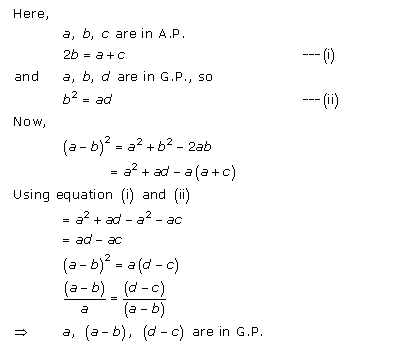 Here,
a, b, c are in A.P.
2b = a + c ---(i)
and a, b, d are in G.P., so
b² = ad ---(ii)
Now,
(a – b)² = a² + b² – 2ab
= a² + ad – a(a + c)
Using equation (i) and (ii)
= a² + ad – a² – ac
= ad – ac
(a – b)² = a(d – c)
(a – b)/a = (d – c)/(a – b)
⇒ a, (a – b), (d – c) are in G.P.